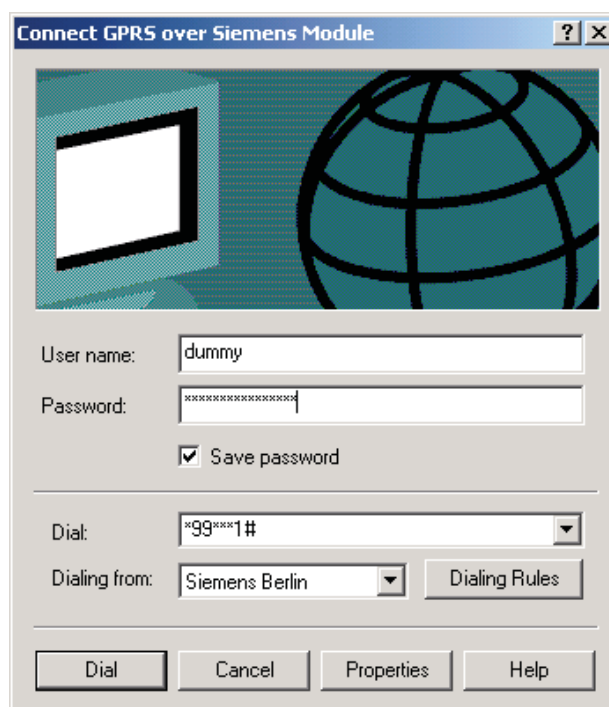 Connect GPRS over Siemens Module
User name: dummy
Password: ****************
Save password
Dial: *99***1#
Dialing from: Siemens Berlin Dialing Rules
Dial Cancel Properties Help